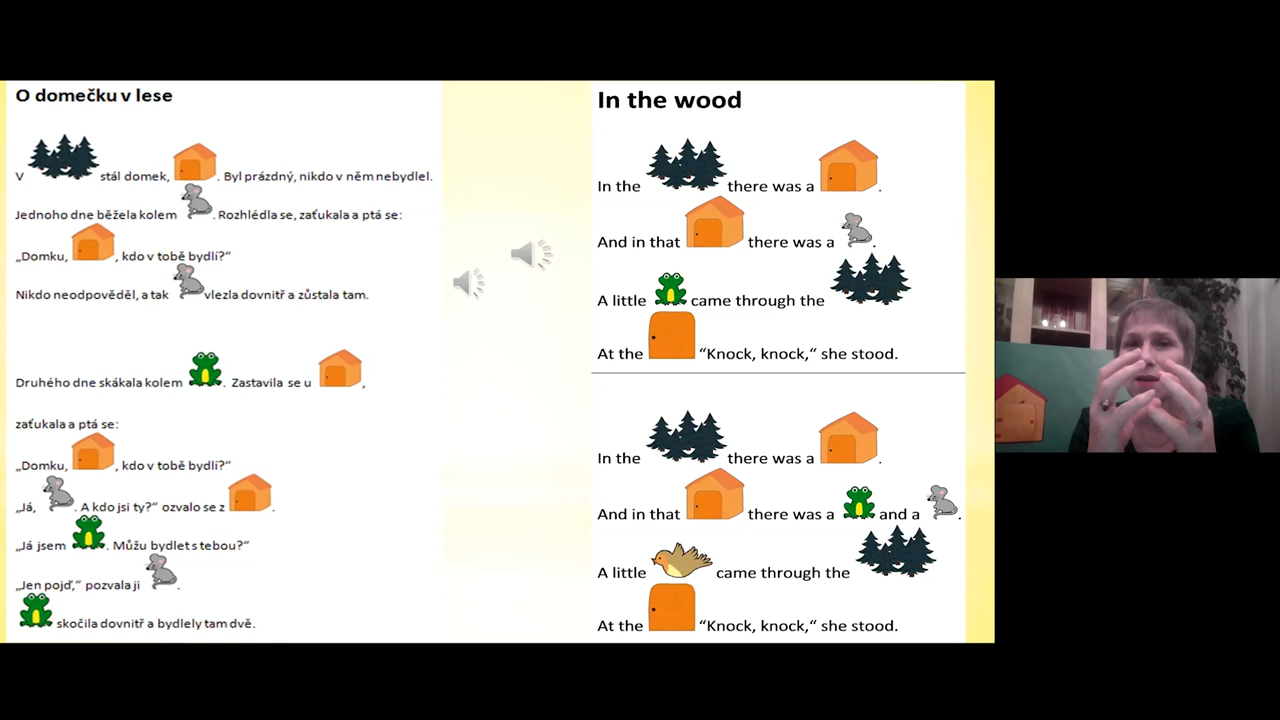 O domečku v lese
V stál domek, . Byl prázdný, nikdo v něm nebydlel.
Jednoho dne běžela kolem . Rozhlédla se, zaťukala a ptá se:
„Domku, , kdo v tobě bydlí?“
Nikdo neodpověděl, a tak vlezla dovnitř a zůstala tam.
Druhého dne skákala kolem . Zastavila se u ,
zaťukala a ptá se:
„Domku, , kdo v tobě bydlí?“
„Já, . A kdo jsi ty?“ ozvalo se z .
„Já jsem . Můžu bydlet s tebou?“
„Jen pojď,“ pozvala ji .
skočila dovnitř a bydlely tam dvě.
In the wood
In the there was a .
And in that there was a .
A little came through the
At the “Knock, knock,“ she stood.
In the there was a .
And in that there was a and a .
A little came through the
At the “Knock, knock,“ she stood.